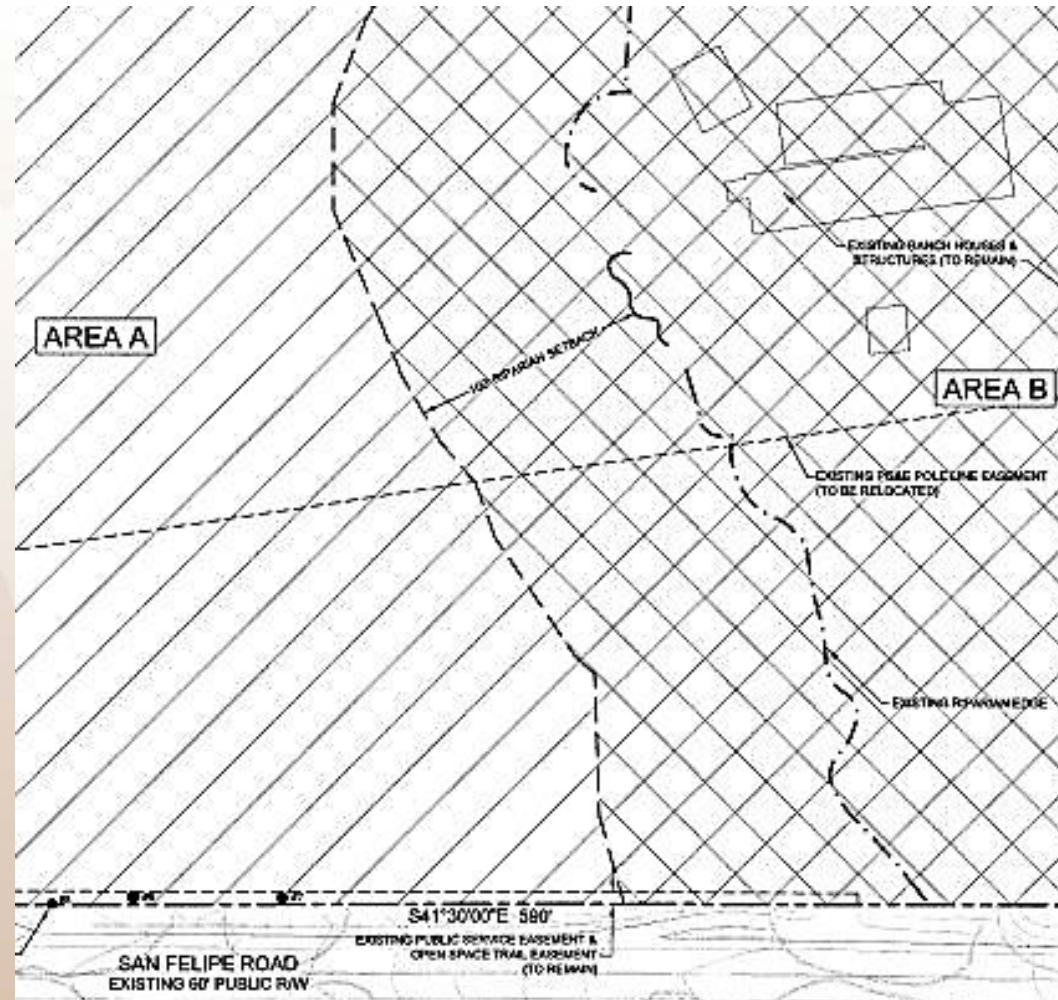 EXISTING RANCH HOUSES &
STRUCTURES (TO REMAIN)
AREA A
100' RIPARIAN SETBACK
AREA B
EXISTING PG&E POLE LINE EASEMENT
(TO BE RELOCATED)
EXISTING RIPARIAN EDGE
S41°30'00"E 590'
EXISTING PUBLIC SERVICE EASEMENT &
OPEN SPACE TRAIL EASEMENT
(TO REMAIN)
SAN FELIPE ROAD
EXISTING 60' PUBLIC R/W